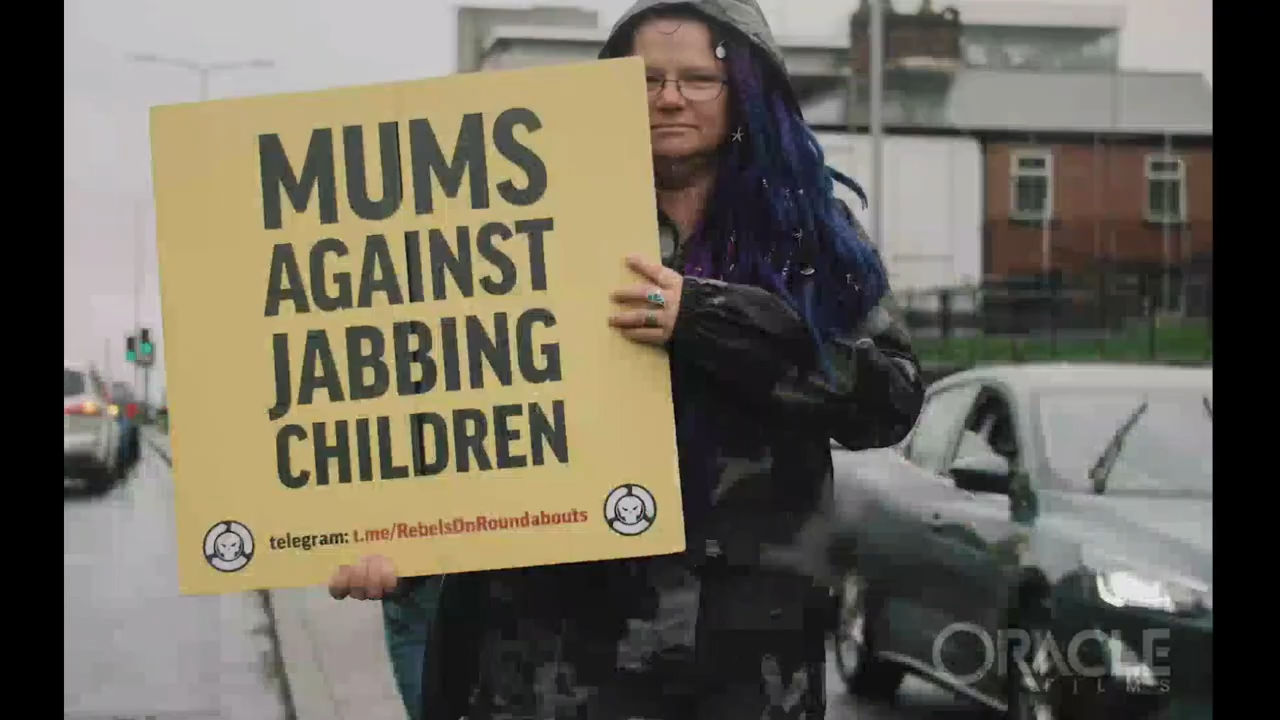 MUMS
AGAINST
JABBING
CHILDREN
telegram: t.me/RebelsOnRoundabouts
ORACLE
FILMS